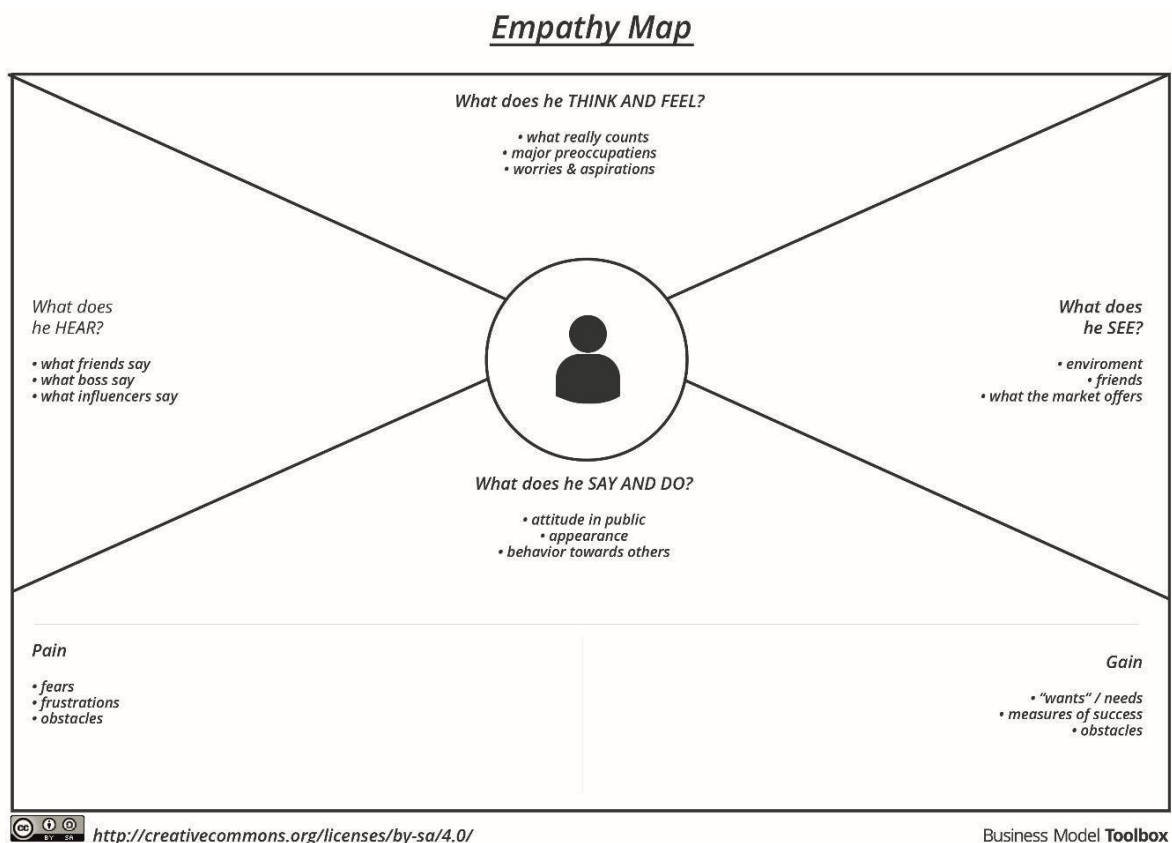 Empathy Map
What does he THINK AND FEEL?
• what really counts
• major preoccupatiens
• worries & aspirations
What does
he HEAR?
• what friends say
• what boss say
• what influencers say
What does
he SEE?
• enviroment
• friends
• what the market offers
What does he SAY AND DO?
• attitude in public
• appearance
• behavior towards others
Pain
• fears
• frustrations
• obstacles
Gain
• “wants“ / needs
• measures of success
• obstacles
cc BY SA
http://creativecommons.org/licenses/by-sa/4.0/
Business Model Toolbox